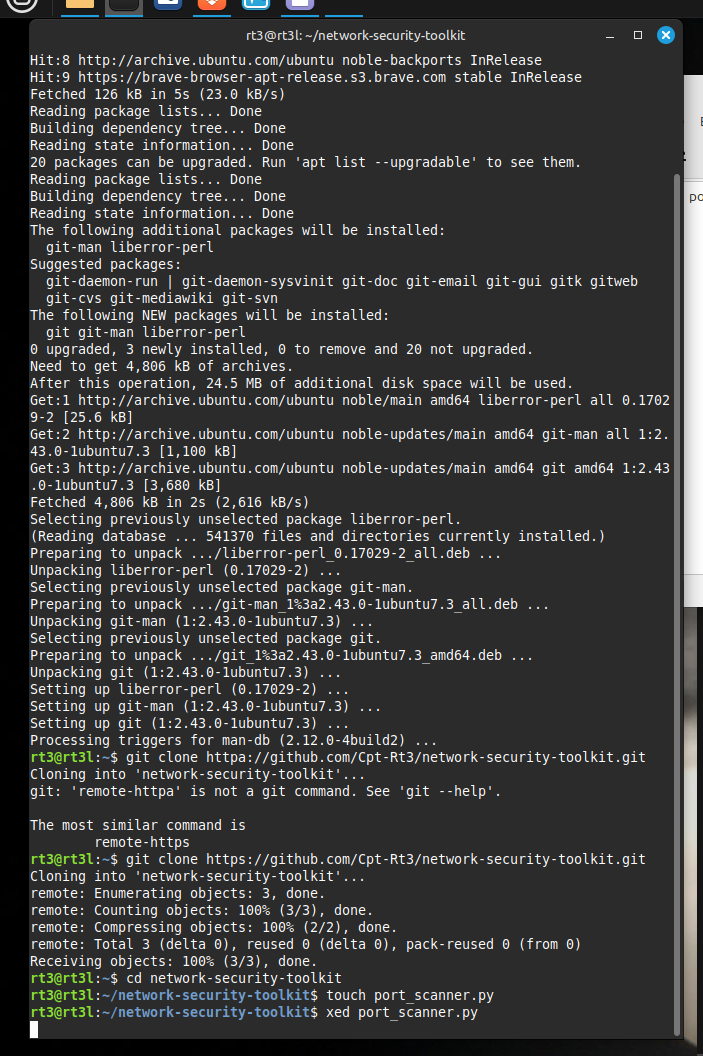 rt3@rt3l: ~/network-security-toolkit
Hit:8 http://archive.ubuntu.com/ubuntu noble-backports InRelease
Hit:9 https://brave-browser-apt-release.s3.brave.com stable InRelease
Fetched 126 kB in 5s (23.0 kB/s)
Reading package lists... Done
Building dependency tree... Done
Reading state information... Done
20 packages can be upgraded. Run 'apt list --upgradable' to see them.
Reading package lists... Done
Building dependency tree... Done
Reading state information... Done
The following additional packages will be installed:
  git-man liberror-perl
Suggested packages:
  git-daemon-run | git-daemon-sysvinit git-doc git-email git-gui gitk gitweb
  git-cvs git-mediawiki git-svn
The following NEW packages will be installed:
  git git-man liberror-perl
0 upgraded, 3 newly installed, 0 to remove and 20 not upgraded.
Need to get 4,806 kB of archives.
After this operation, 24.5 MB of additional disk space will be used.
Get:1 http://archive.ubuntu.com/ubuntu noble/main amd64 liberror-perl all 0.1702
9-2 [25.6 kB]
Get:2 http://archive.ubuntu.com/ubuntu noble-updates/main amd64 git-man all 1:2.
43.0-1ubuntu7.3 [1,100 kB]
Get:3 http://archive.ubuntu.com/ubuntu noble-updates/main amd64 git amd64 1:2.43
.0-1ubuntu7.3 [3,680 kB]
Fetched 4,806 kB in 2s (2,616 kB/s)
Selecting previously unselected package liberror-perl.
(Reading database ... 541370 files and directories currently installed.)
Preparing to unpack .../liberror-perl_0.17029-2_all.deb ...
Unpacking liberror-perl (0.17029-2) ...
Selecting previously unselected package git-man.
Preparing to unpack .../git-man_1%3a2.43.0-1ubuntu7.3_all.deb ...
Unpacking git-man (1:2.43.0-1ubuntu7.3) ...
Selecting previously unselected package git.
Preparing to unpack .../git_1%3a2.43.0-1ubuntu7.3_amd64.deb ...
Unpacking git (1:2.43.0-1ubuntu7.3) ...
Setting up liberror-perl (0.17029-2) ...
Setting up git-man (1:2.43.0-1ubuntu7.3) ...
Setting up git (1:2.43.0-1ubuntu7.3) ...
Processing triggers for man-db (2.12.0-4build2) ...
rt3@rt3l:~$ git clone httpa://github.com/Cpt-Rt3/network-security-toolkit.git
Cloning into 'network-security-toolkit'...
git: 'remote-httpa' is not a git command. See 'git --help'.

The most similar command is
        remote-https
rt3@rt3l:~$ git clone https://github.com/Cpt-Rt3/network-security-toolkit.git
Cloning into 'network-security-toolkit'...
remote: Enumerating objects: 3, done.
remote: Counting objects: 100% (3/3), done.
remote: Compressing objects: 100% (2/2), done.
remote: Total 3 (delta 0), reused 0 (delta 0), pack-reused 0 (from 0)
Receiving objects: 100% (3/3), done.
rt3@rt3l:~$ cd network-security-toolkit
rt3@rt3l:~/network-security-toolkit$ touch port_scanner.py
rt3@rt3l:~/network-security-toolkit$ xed port_scanner.py